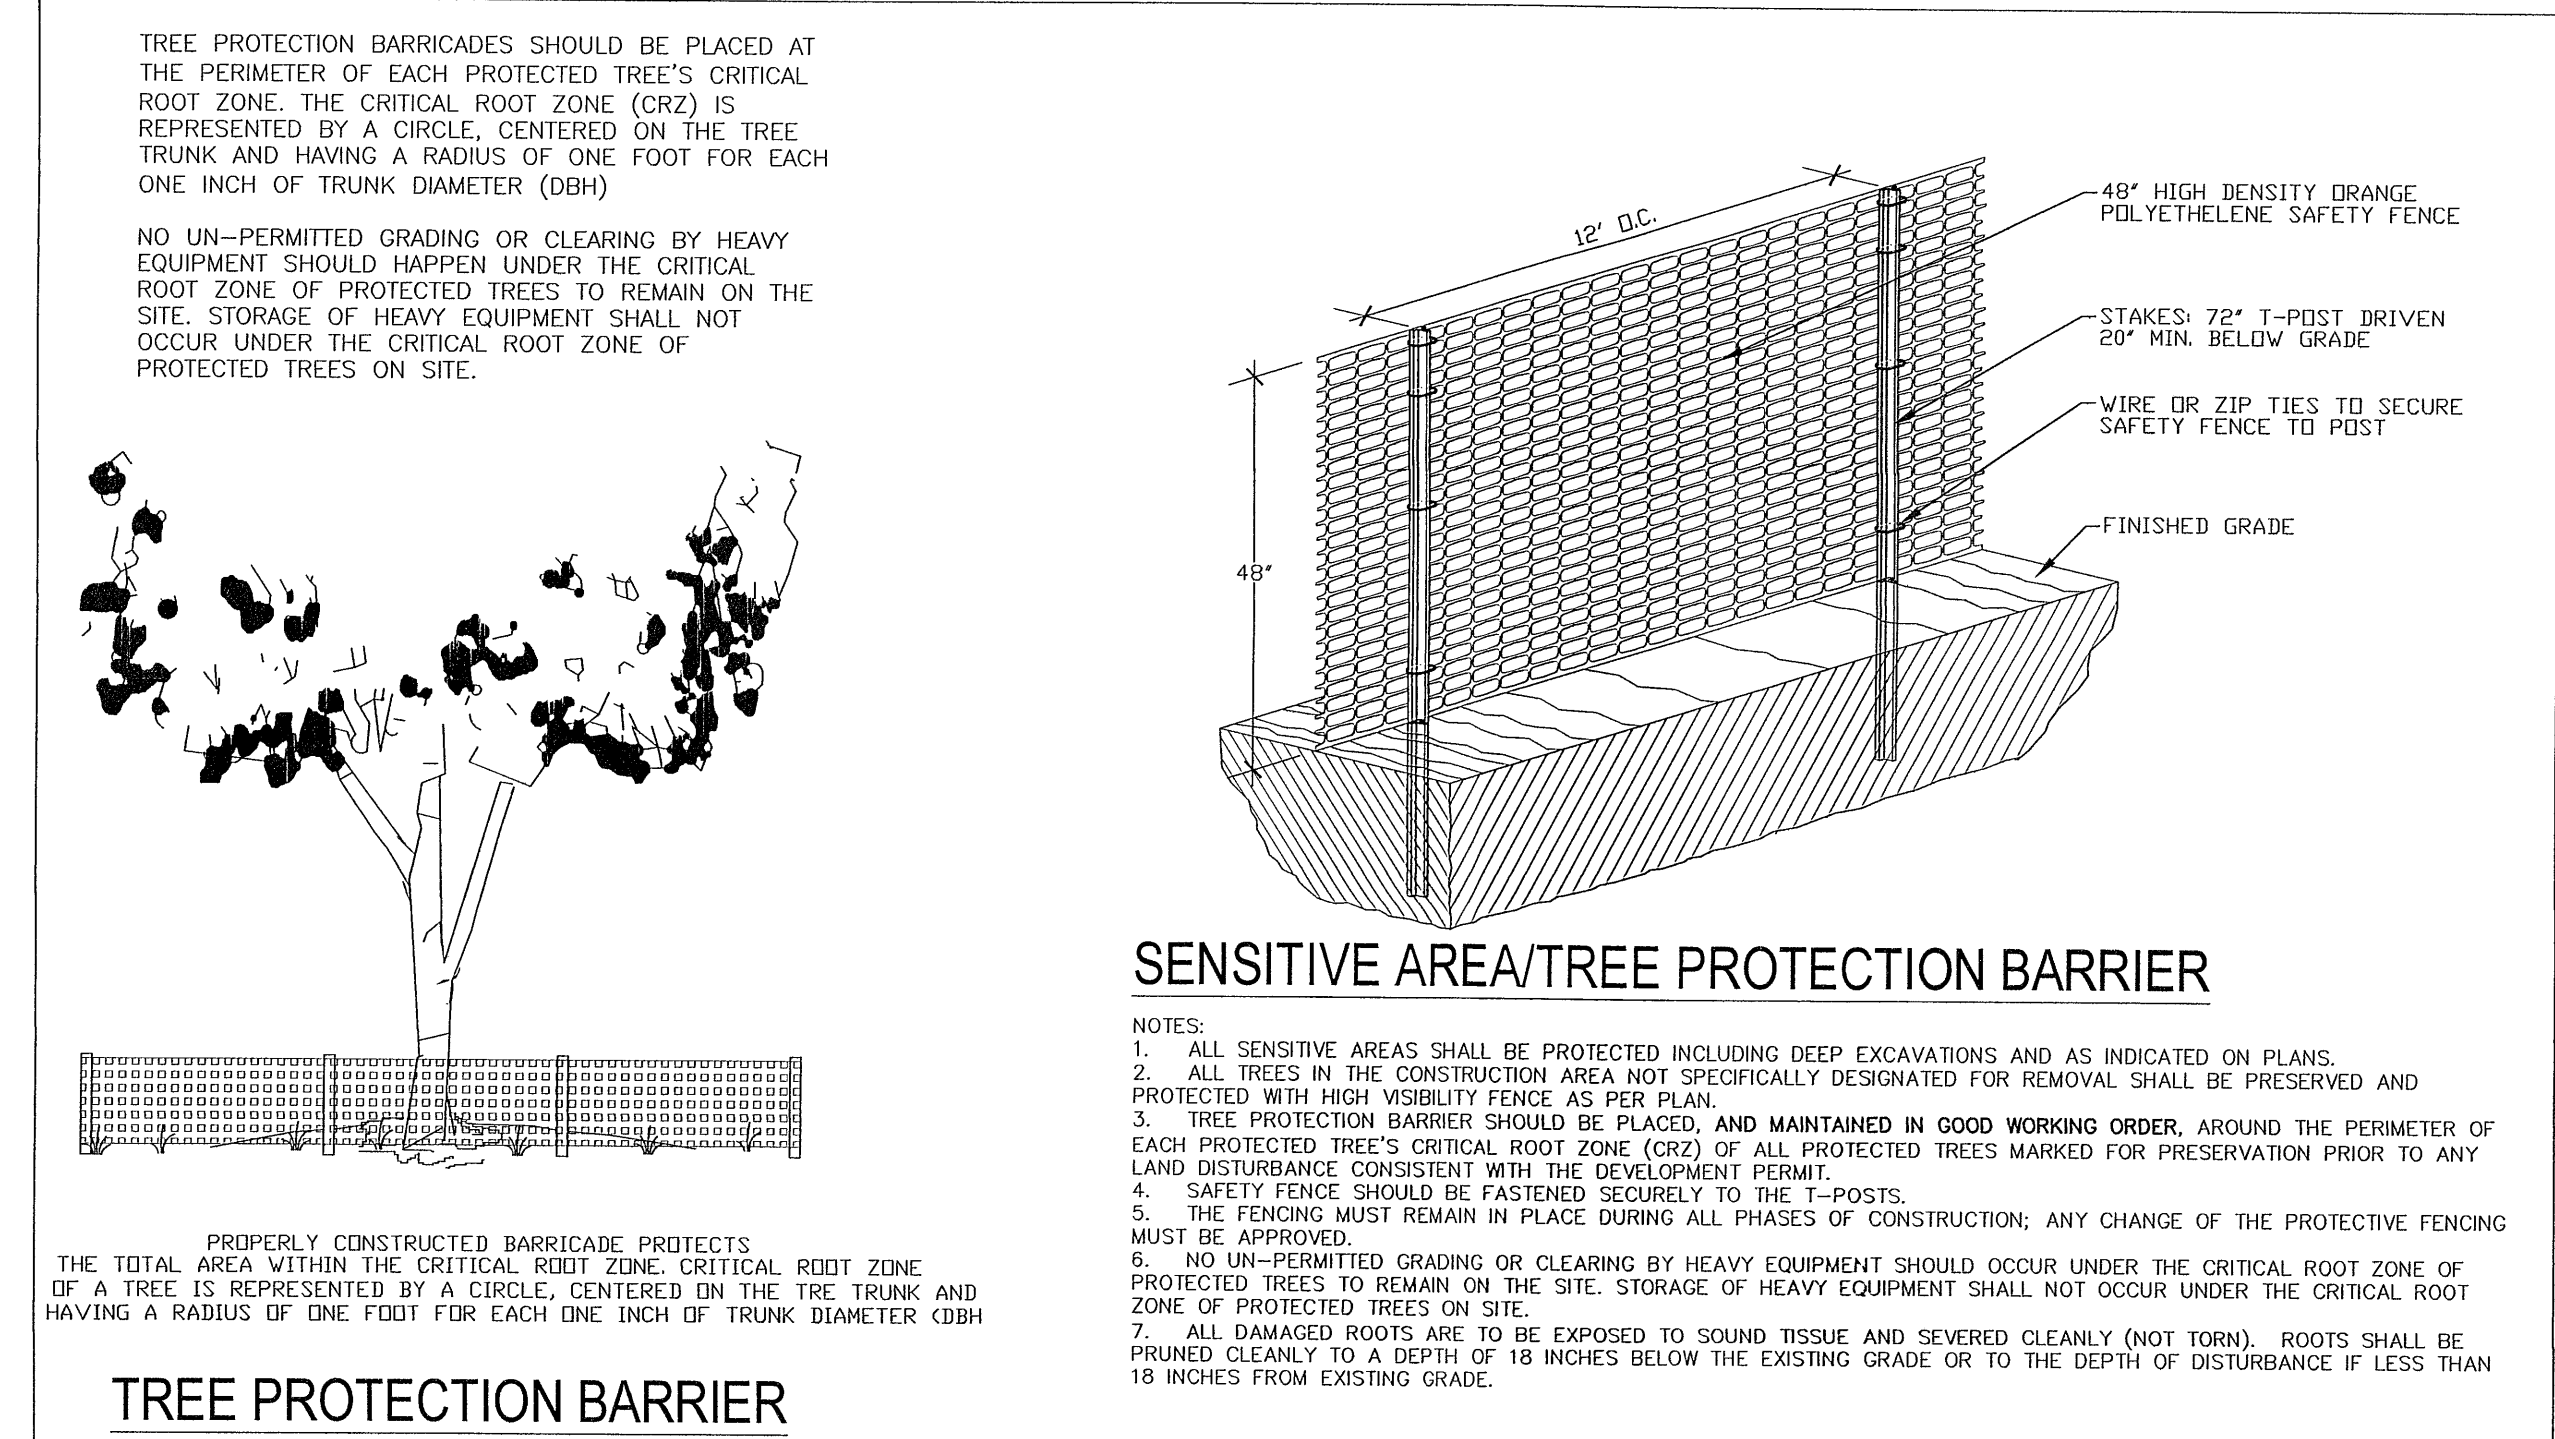 TREE PROTECTION BARRICADES SHOULD BE PLACED AT
THE PERIMETER OF EACH PROTECTED TREE'S CRITICAL
ROOT ZONE. THE CRITICAL ROOT ZONE (CRZ) IS
REPRESENTED BY A CIRCLE, CENTERED ON THE TREE
TRUNK AND HAVING A RADIUS OF ONE FOOT FOR EACH
ONE INCH OF TRUNK DIAMETER (DBH)
NO UN-PERMITTED GRADING OR CLEARING BY HEAVY
EQUIPMENT SHOULD HAPPEN UNDER THE CRITICAL
ROOT ZONE OF PROTECTED TREES TO REMAIN ON THE
SITE. STORAGE OF HEAVY EQUIPMENT SHALL NOT
OCCUR UNDER THE CRITICAL ROOT ZONE OF
PROTECTED TREES ON SITE.
PROPERLY CONSTRUCTED BARRICADE PROTECTS
THE TOTAL AREA WITHIN THE CRITICAL ROOT ZONE. CRITICAL ROOT ZONE
OF A TREE IS REPRESENTED BY A CIRCLE, CENTERED ON THE TRE TRUNK AND
HAVING A RADIUS OF ONE FOOT FOR EACH ONE INCH OF TRUNK DIAMETER (DBH
TREE PROTECTION BARRIER
12' O.C.
48"
48" HIGH DENSITY ORANGE
POLYETHELENE SAFETY FENCE
STAKES: 72" T-POST DRIVEN
20" MIN. BELOW GRADE
WIRE OR ZIP TIES TO SECURE
SAFETY FENCE TO POST
FINISHED GRADE
SENSITIVE AREA/TREE PROTECTION BARRIER
NOTES:
1. ALL SENSITIVE AREAS SHALL BE PROTECTED INCLUDING DEEP EXCAVATIONS AND AS INDICATED ON PLANS.
2. ALL TREES IN THE CONSTRUCTION AREA NOT SPECIFICALLY DESIGNATED FOR REMOVAL SHALL BE PRESERVED AND
PROTECTED WITH HIGH VISIBILITY FENCE AS PER PLAN.
3. TREE PROTECTION BARRIER SHOULD BE PLACED, AND MAINTAINED IN GOOD WORKING ORDER, AROUND THE PERIMETER OF
EACH PROTECTED TREE'S CRITICAL ROOT ZONE (CRZ) OF ALL PROTECTED TREES MARKED FOR PRESERVATION PRIOR TO ANY
LAND DISTURBANCE CONSISTENT WITH THE DEVELOPMENT PERMIT.
4. SAFETY FENCE SHOULD BE FASTENED SECURELY TO THE T-POSTS.
5. THE FENCING MUST REMAIN IN PLACE DURING ALL PHASES OF CONSTRUCTION; ANY CHANGE OF THE PROTECTIVE FENCING
MUST BE APPROVED.
6. NO UN-PERMITTED GRADING OR CLEARING BY HEAVY EQUIPMENT SHOULD OCCUR UNDER THE CRITICAL ROOT ZONE OF
PROTECTED TREES TO REMAIN ON THE SITE. STORAGE OF HEAVY EQUIPMENT SHALL NOT OCCUR UNDER THE CRITICAL ROOT
ZONE OF PROTECTED TREES ON SITE.
7. ALL DAMAGED ROOTS ARE TO BE EXPOSED TO SOUND TISSUE AND SEVERED CLEANLY (NOT TORN). ROOTS SHALL BE
PRUNED CLEANLY TO A DEPTH OF 18 INCHES BELOW THE EXISTING GRADE OR TO THE DEPTH OF DISTURBANCE IF LESS THAN
18 INCHES FROM EXISTING GRADE.